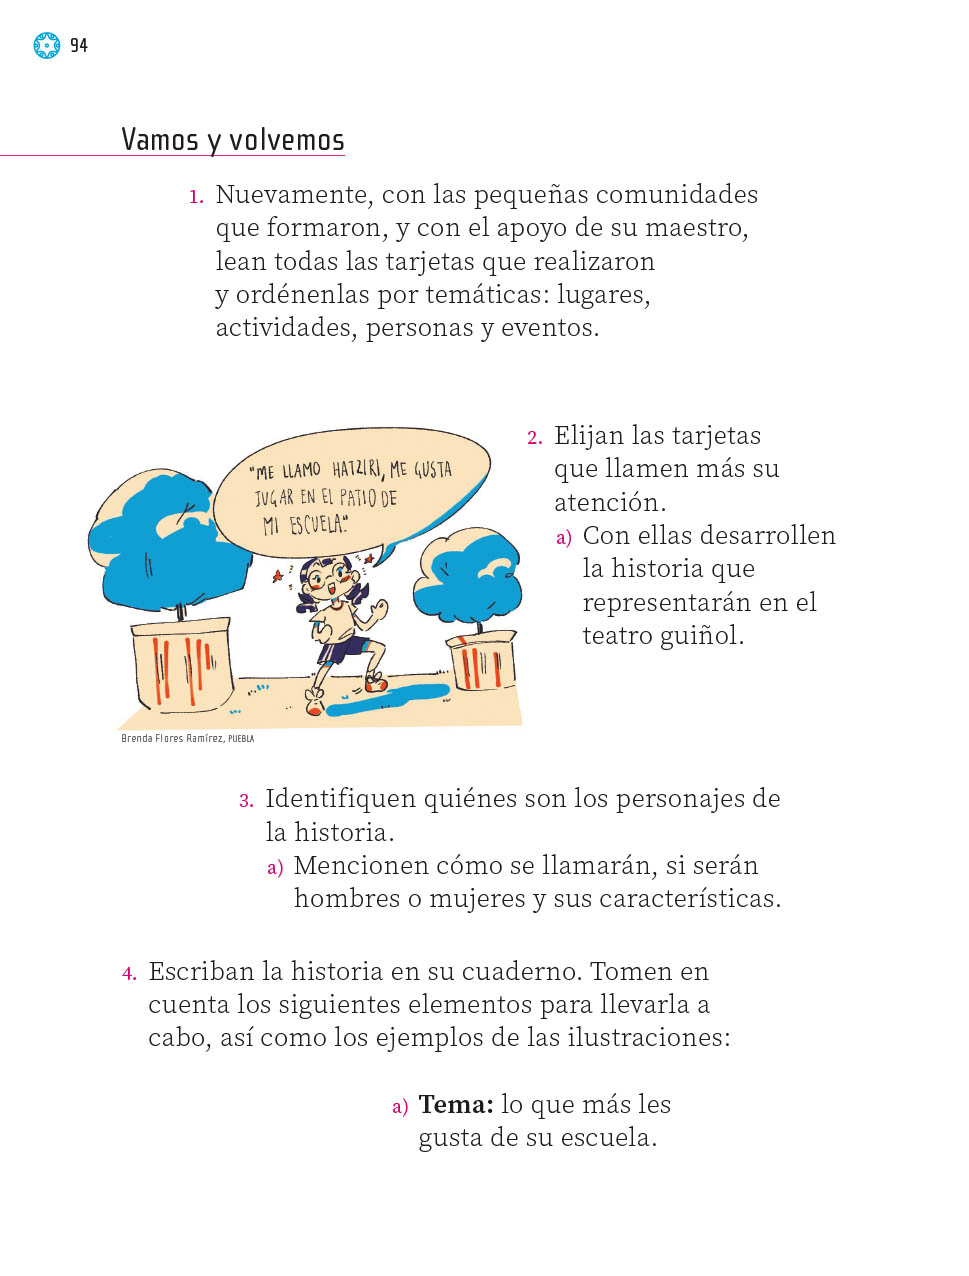 94
Vamos y volvemos
1. Nuevamente, con las pequeñas comunidades
que formaron, y con el apoyo de su maestro,
lean todas las tarjetas que realizaron
y ordénenlas por temáticas: lugares,
actividades, personas y eventos.
"ME LLAMO HATZIRI, ME GUSTA
JUGAR EN EL PATIO DE
MI ESCUELA".
Brenda Flores Ramírez, PUEBLA
2. Elijan las tarjetas
que llamen más su
atención.
a) Con ellas desarrollen
la historia que
representarán en el
teatro guiñol.
3. Identifiquen quiénes son los personajes de
la historia.
a) Mencionen cómo se llamarán, si serán
hombres o mujeres y sus características.
4. Escriban la historia en su cuaderno. Tomen en
cuenta los siguientes elementos para llevarla a
cabo, así como los ejemplos de las ilustraciones:
a) Tema: lo que más les
gusta de su escuela.